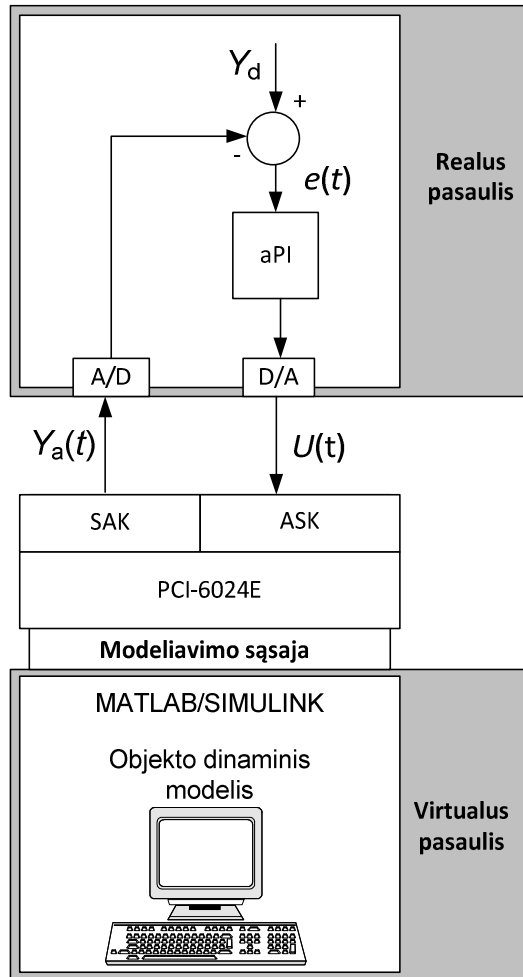 Yd
+
-
e(t)
Realus
pasaulis
aPI
A/D
D/A
Ya(t)
U(t)
SAK
ASK
PCI-6024E
Modeliavimo sąsaja
MATLAB/SIMULINK
Objekto dinaminis
modelis
Virtualus
pasaulis